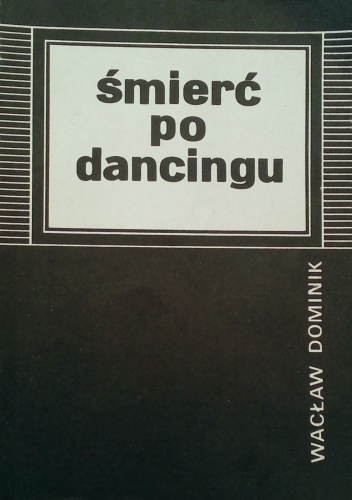 śmierć
po
dancingu
WACŁAW DOMINIK